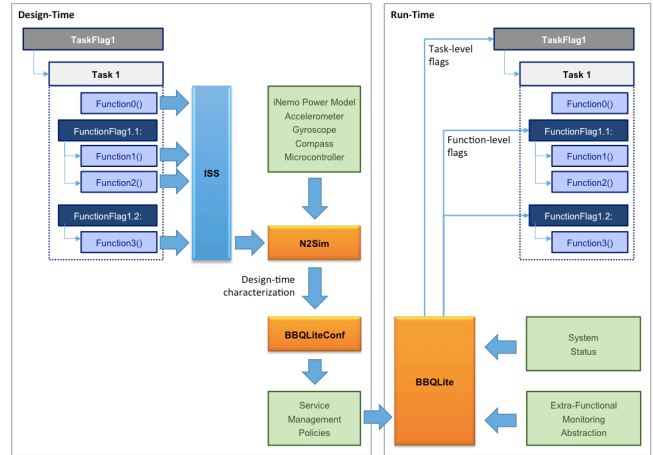 Design-Time
TaskFlag1
Task 1
Function0()
FunctionFlag1.1:
Function1()
Function2()
FunctionFlag1.2:
Function3()
ISS
iNemo Power Model
Accelerometer
Gyroscope
Compass
Microcontroller
N2Sim
Design-time
characterization
BBQLiteConf
Service
Management
Policies
Run-Time
Task-level
flags
TaskFlag1
Task 1
Function0()
Function-level
flags
FunctionFlag1.1:
Function1()
Function2()
FunctionFlag1.2:
Function3()
BBQLite
System
Status
Extra-Functional
Monitoring
Abstraction